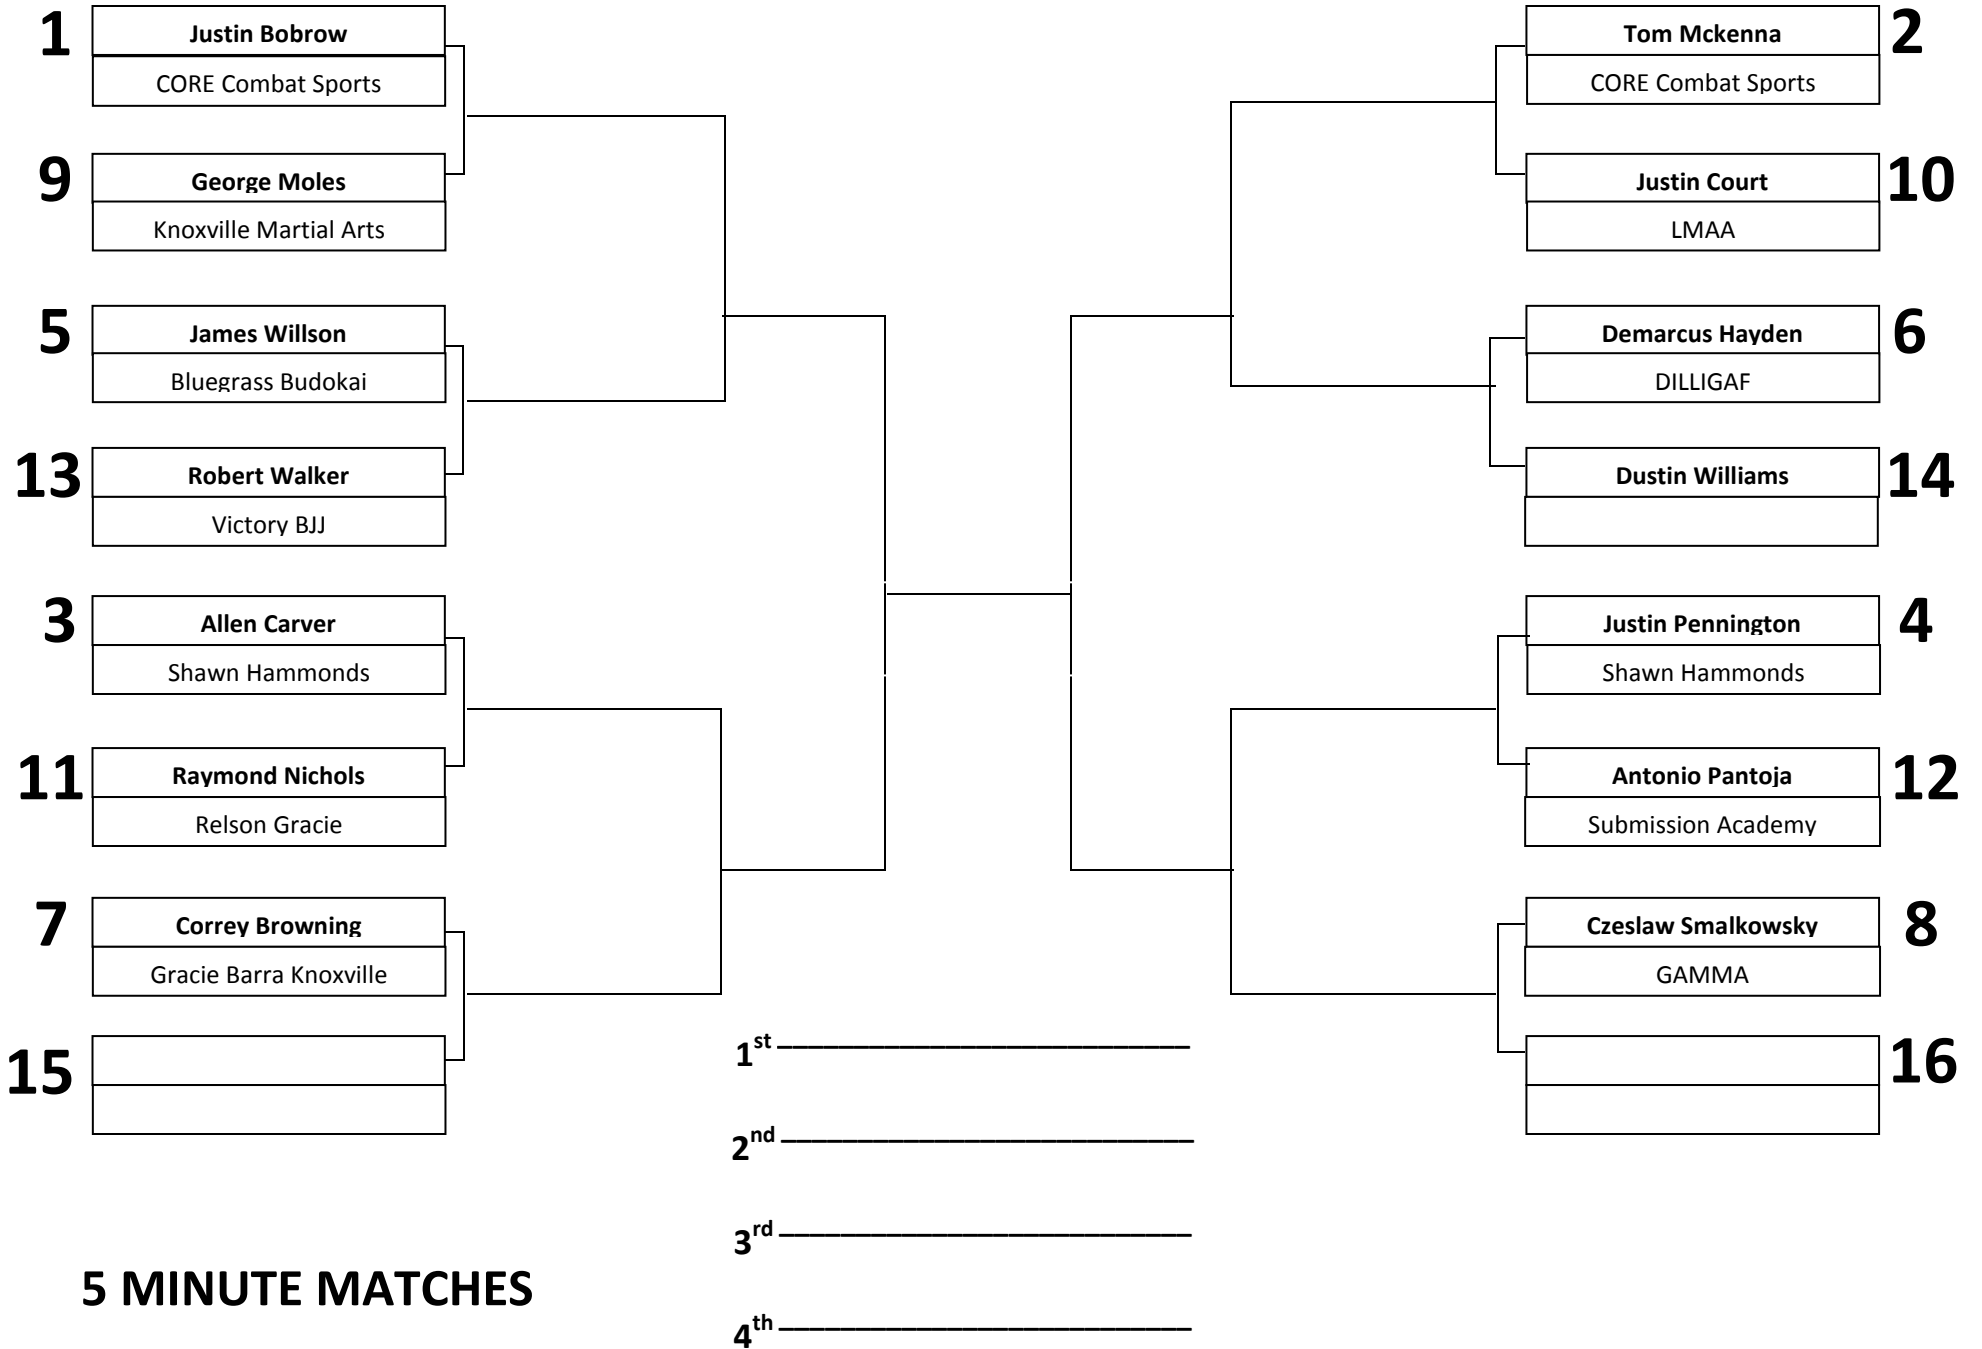 1
Justin Bobrow
CORE Combat Sports
9
George Moles
Knoxville Martial Arts
5
James Willson
Bluegrass Budokai
13
Robert Walker
Victory BJJ
3
Allen Carver
Shawn Hammonds
11
Raymond Nichols
Relson Gracie
7
Correy Browning
Gracie Barra Knoxville
15
Tom Mckenna
2
CORE Combat Sports
Justin Court
10
LMAA
Demarcus Hayden
6
DILLIGAF
Dustin Williams
14
Justin Pennington
4
Shawn Hammonds
Antonio Pantoja
12
Submission Academy
Czeslaw Smalkowsky
8
GAMMA
16
1st
2nd
3rd
4th
5 MINUTE MATCHES